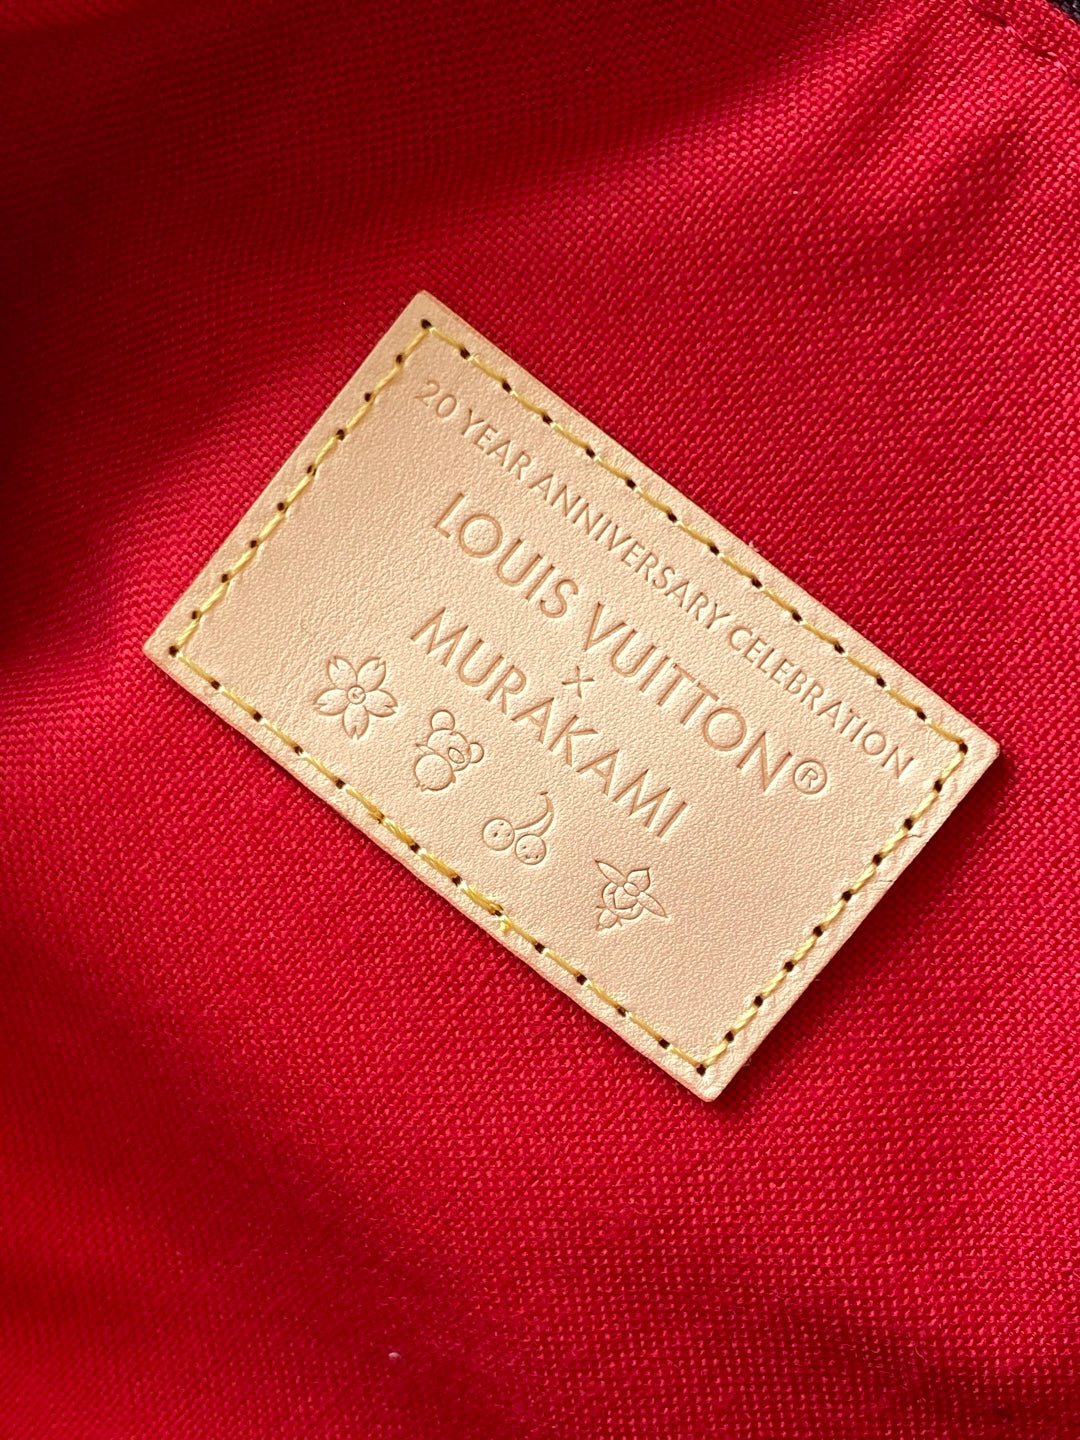 20 YEAR ANNIVERSARY CELEBRATION
LOUIS VUITTON®
×
MURAKAMI